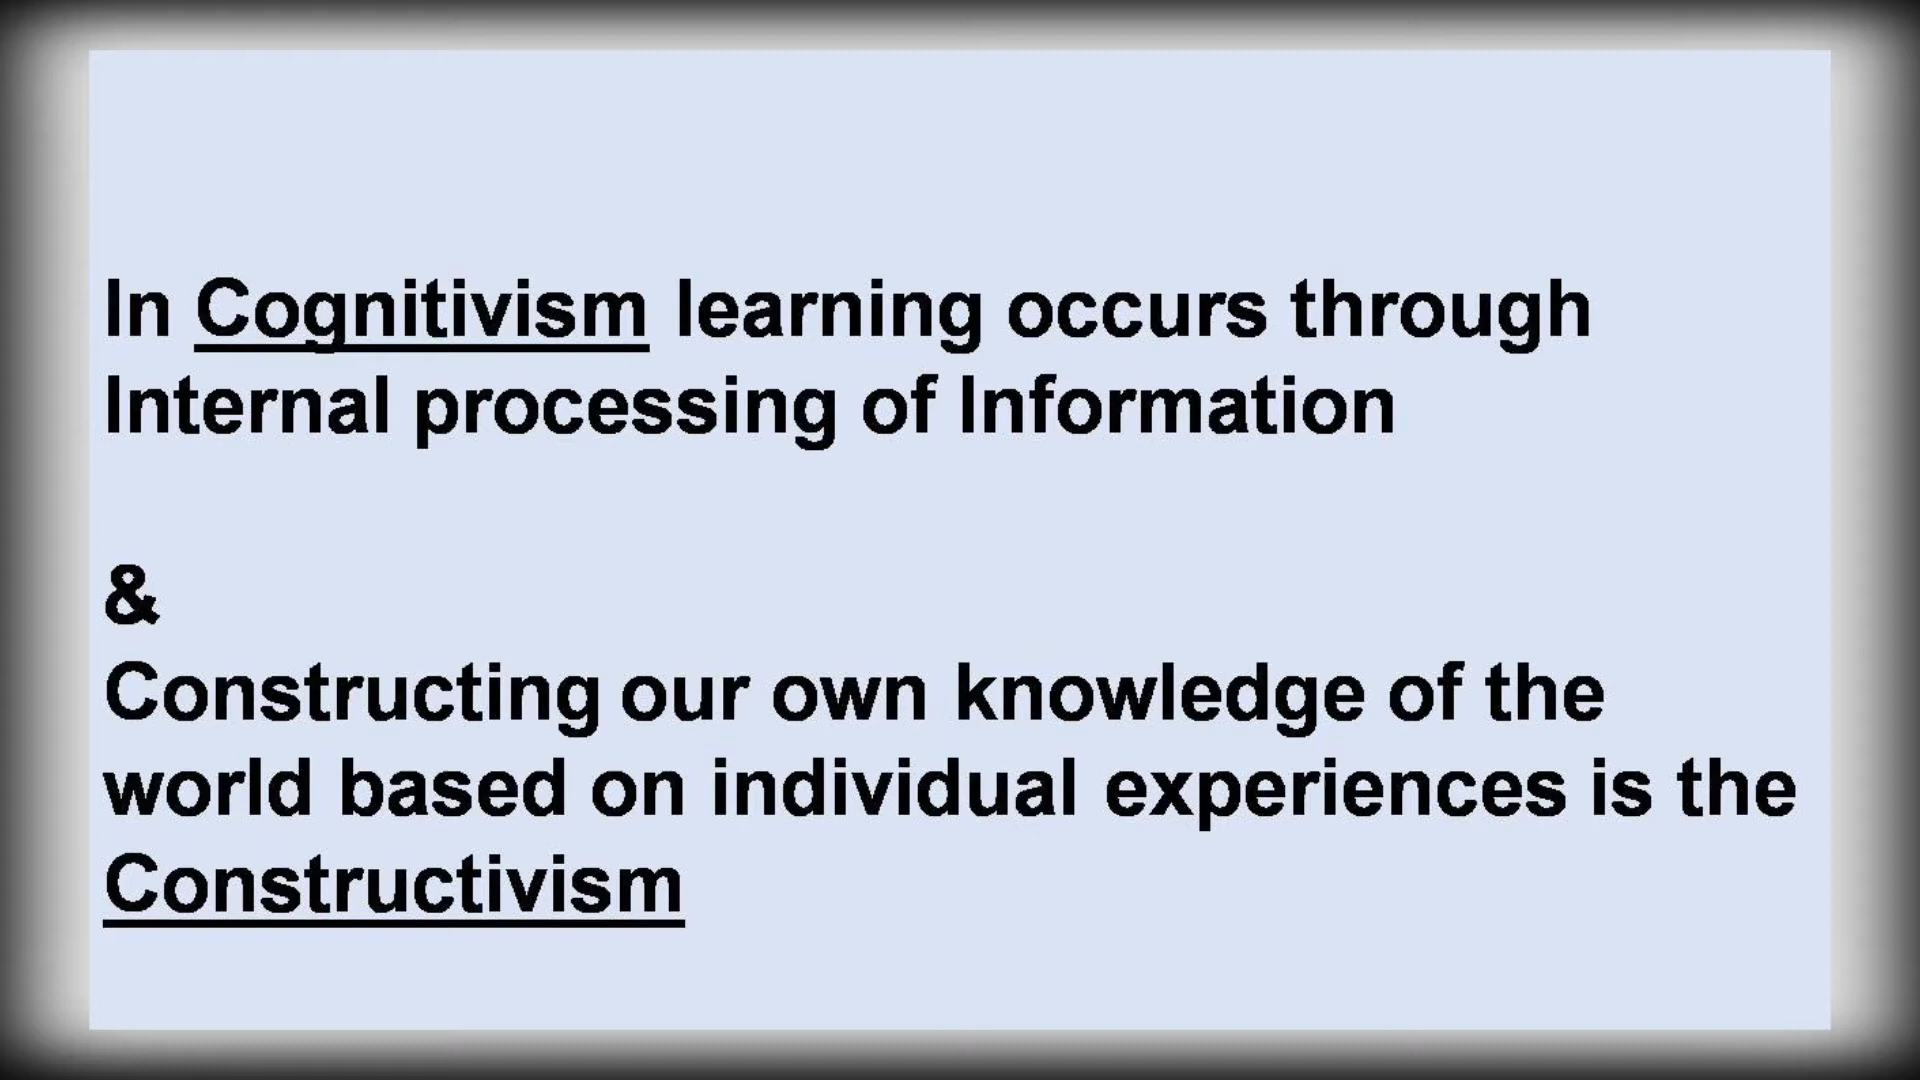 In Cognitivism learning occurs through
Internal processing of Information
&
Constructing our own knowledge of the
world based on individual experiences is the
Constructivism